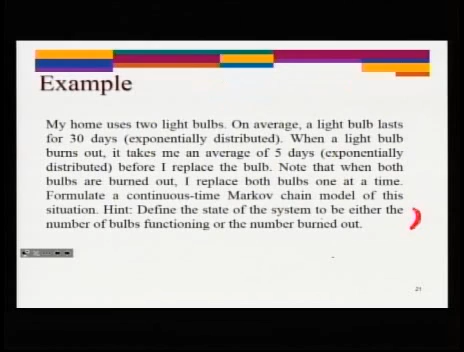 Example
My home uses two light bulbs. On average, a light bulb lasts
for 30 days (exponentially distributed). When a light bulb
burns out, it takes me an average of 5 days (exponentially
distributed) before I replace the bulb. Note that when both
bulbs are burned out, I replace both bulbs one at a time.
Formulate a continuous-time Markov chain model of this
situation. Hint: Define the state of the system to be either the
number of bulbs functioning or the number burned out.
21